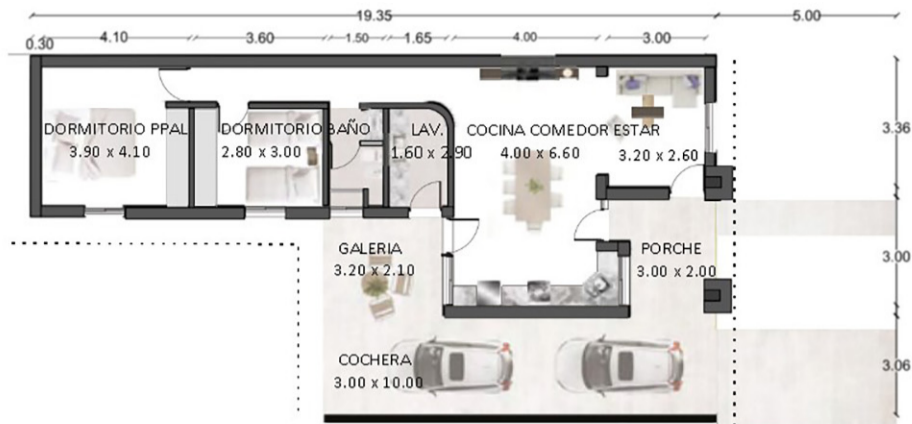 19.35
5.00
0.30
4.10
3.60
1.50
1.65
4.00
3.00
3.36
DORMITORIO PPAL
3.90 x 4.10
DORMITORIO
2.80 x 3.00
BAÑO
LAV.
1.60 x 2.90
COCINA COMEDOR ESTAR
4.00 x 6.60
3.20 x 2.60
GALERIA
3.20 x 2.10
PORCHE
3.00 x 2.00
3.00
COCHERA
3.00 x 10.00
3.06